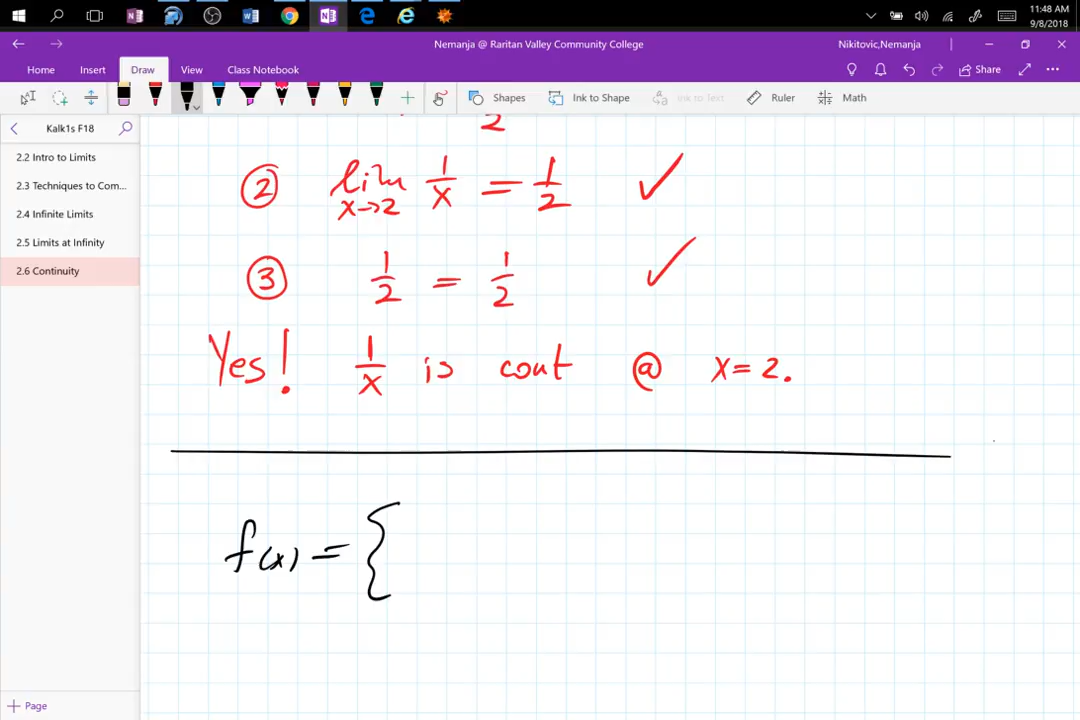 11:48 AM
9/8/2018
Nemanja @ Raritan Valley Community College
Nikitovic,Nemanja
Home Insert Draw View Class Notebook
Share
Shapes Ink to Shape Ink to Text Ruler Math
Kalk1s F18
2.2 Intro to Limits
2.3 Techniques to Com...
2.4 Infinite Limits
2.5 Limits at Infinity
2.6 Continuity
Page
2
② lim x→2 1/x = 1/2 ✓
③ 1/2 = 1/2 ✓
Yes! 1/x is cont @ x = 2.
f(x) = {